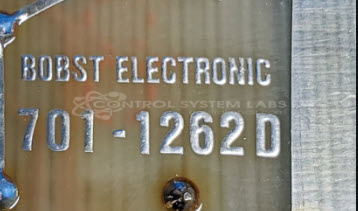 BOBST ELECTRONIC
CONTROL SYSTEM LABS
701-1262D